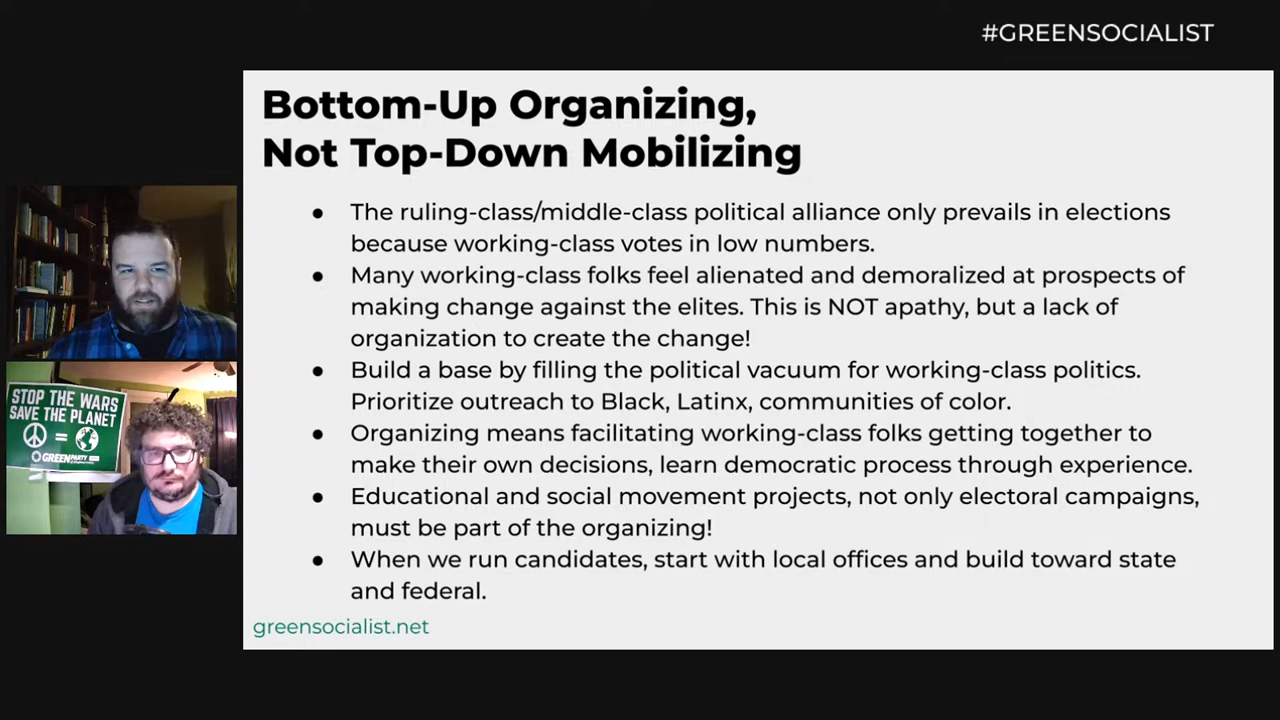 #GREENSOCIALIST
Bottom-Up Organizing,
Not Top-Down Mobilizing
● The ruling-class/middle-class political alliance only prevails in elections
because working-class votes in low numbers.
● Many working-class folks feel alienated and demoralized at prospects of
making change against the elites. This is NOT apathy, but a lack of
organization to create the change!
● Build a base by filling the political vacuum for working-class politics.
Prioritize outreach to Black, Latinx, communities of color.
● Organizing means facilitating working-class folks getting together to
make their own decisions, learn democratic process through experience.
● Educational and social movement projects, not only electoral campaigns,
must be part of the organizing!
● When we run candidates, start with local offices and build toward state
and federal.
greensocialist.net
STOP THE WARS
SAVE THE PLANET
=
GREENPARTY